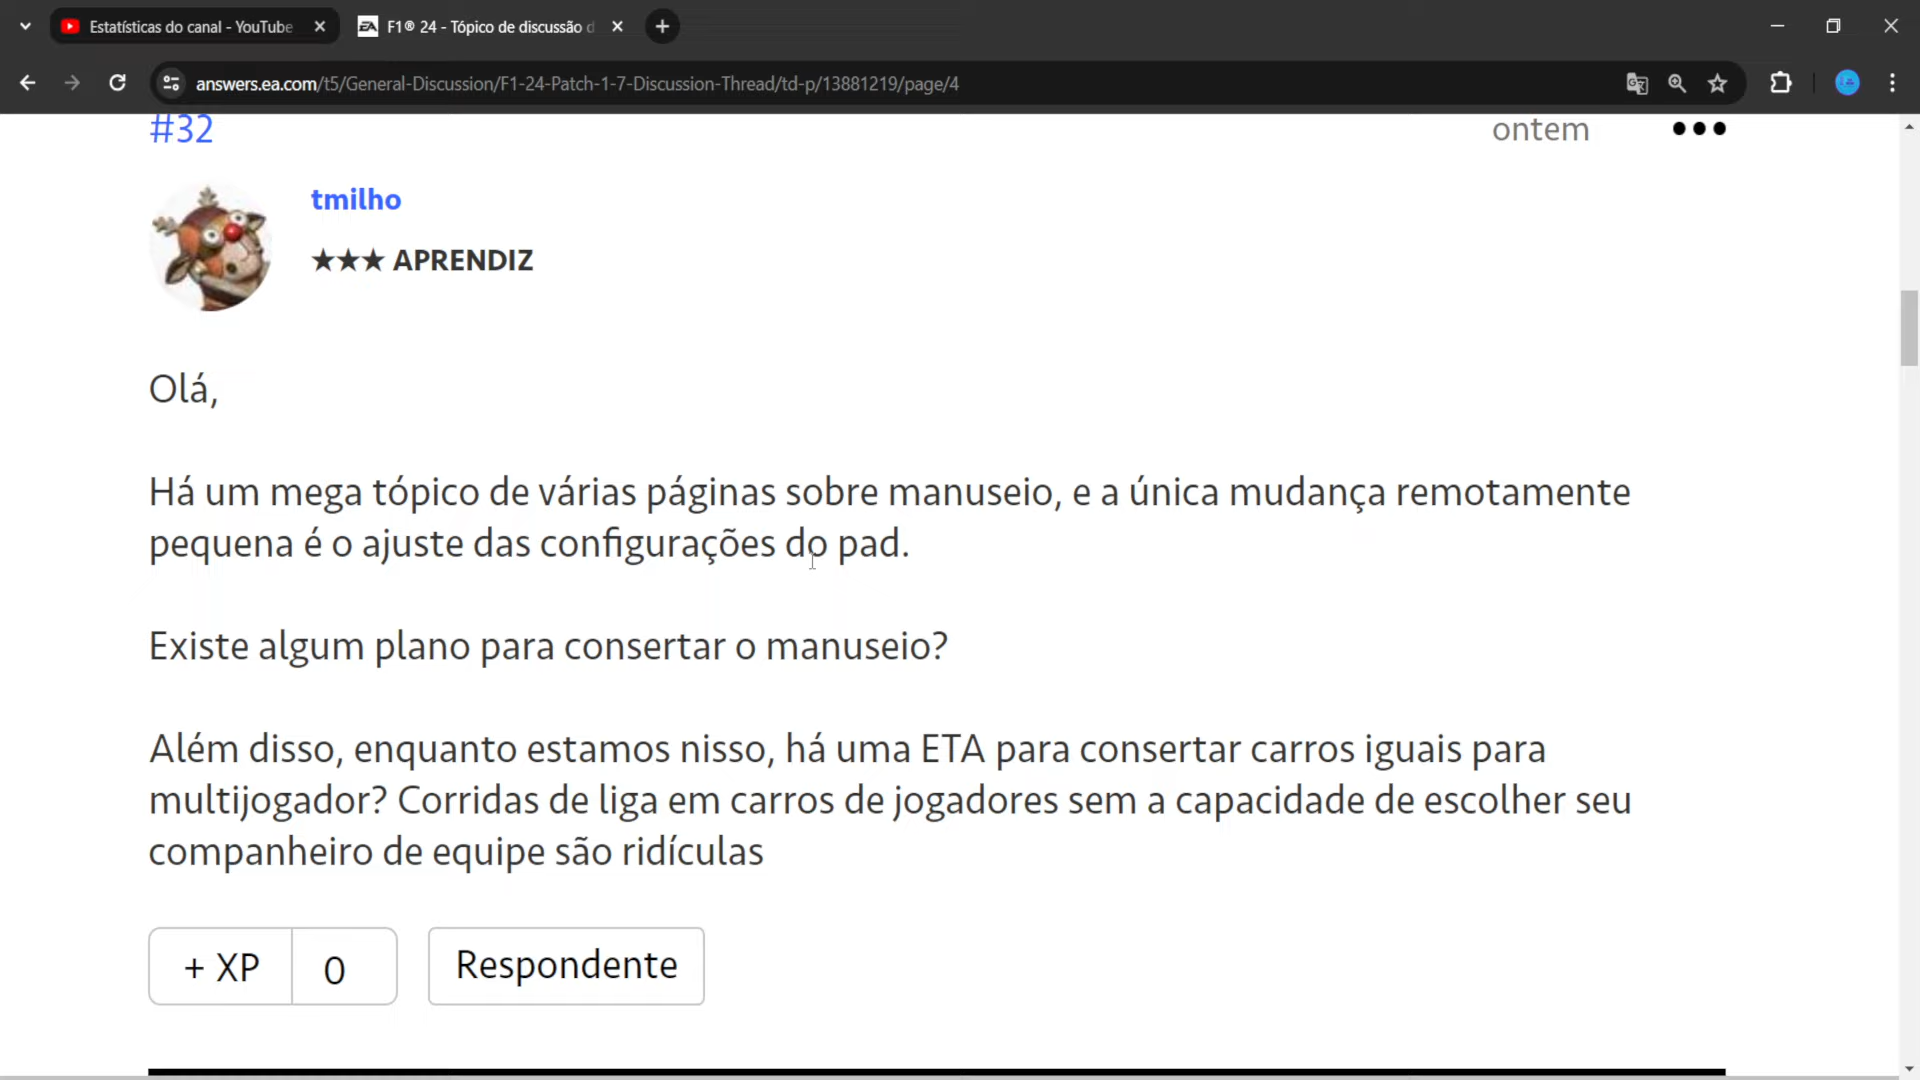 Estatísticas do canal - YouTube
F1® 24 - Tópico de discussão d
answers.ea.com/t5/General-Discussion/F1-24-Patch-1-7-Discussion-Thread/td-p/13881219/page/4
#32
ontem
tmilho
★★★ APRENDIZ
Olá,
Há um mega tópico de várias páginas sobre manuseio, e a única mudança remotamente
pequena é o ajuste das configurações do pad.
Existe algum plano para consertar o manuseio?
Além disso, enquanto estamos nisso, há uma ETA para consertar carros iguais para
multijogador? Corridas de liga em carros de jogadores sem a capacidade de escolher seu
companheiro de equipe são ridículas
+ XP
0
Respondente